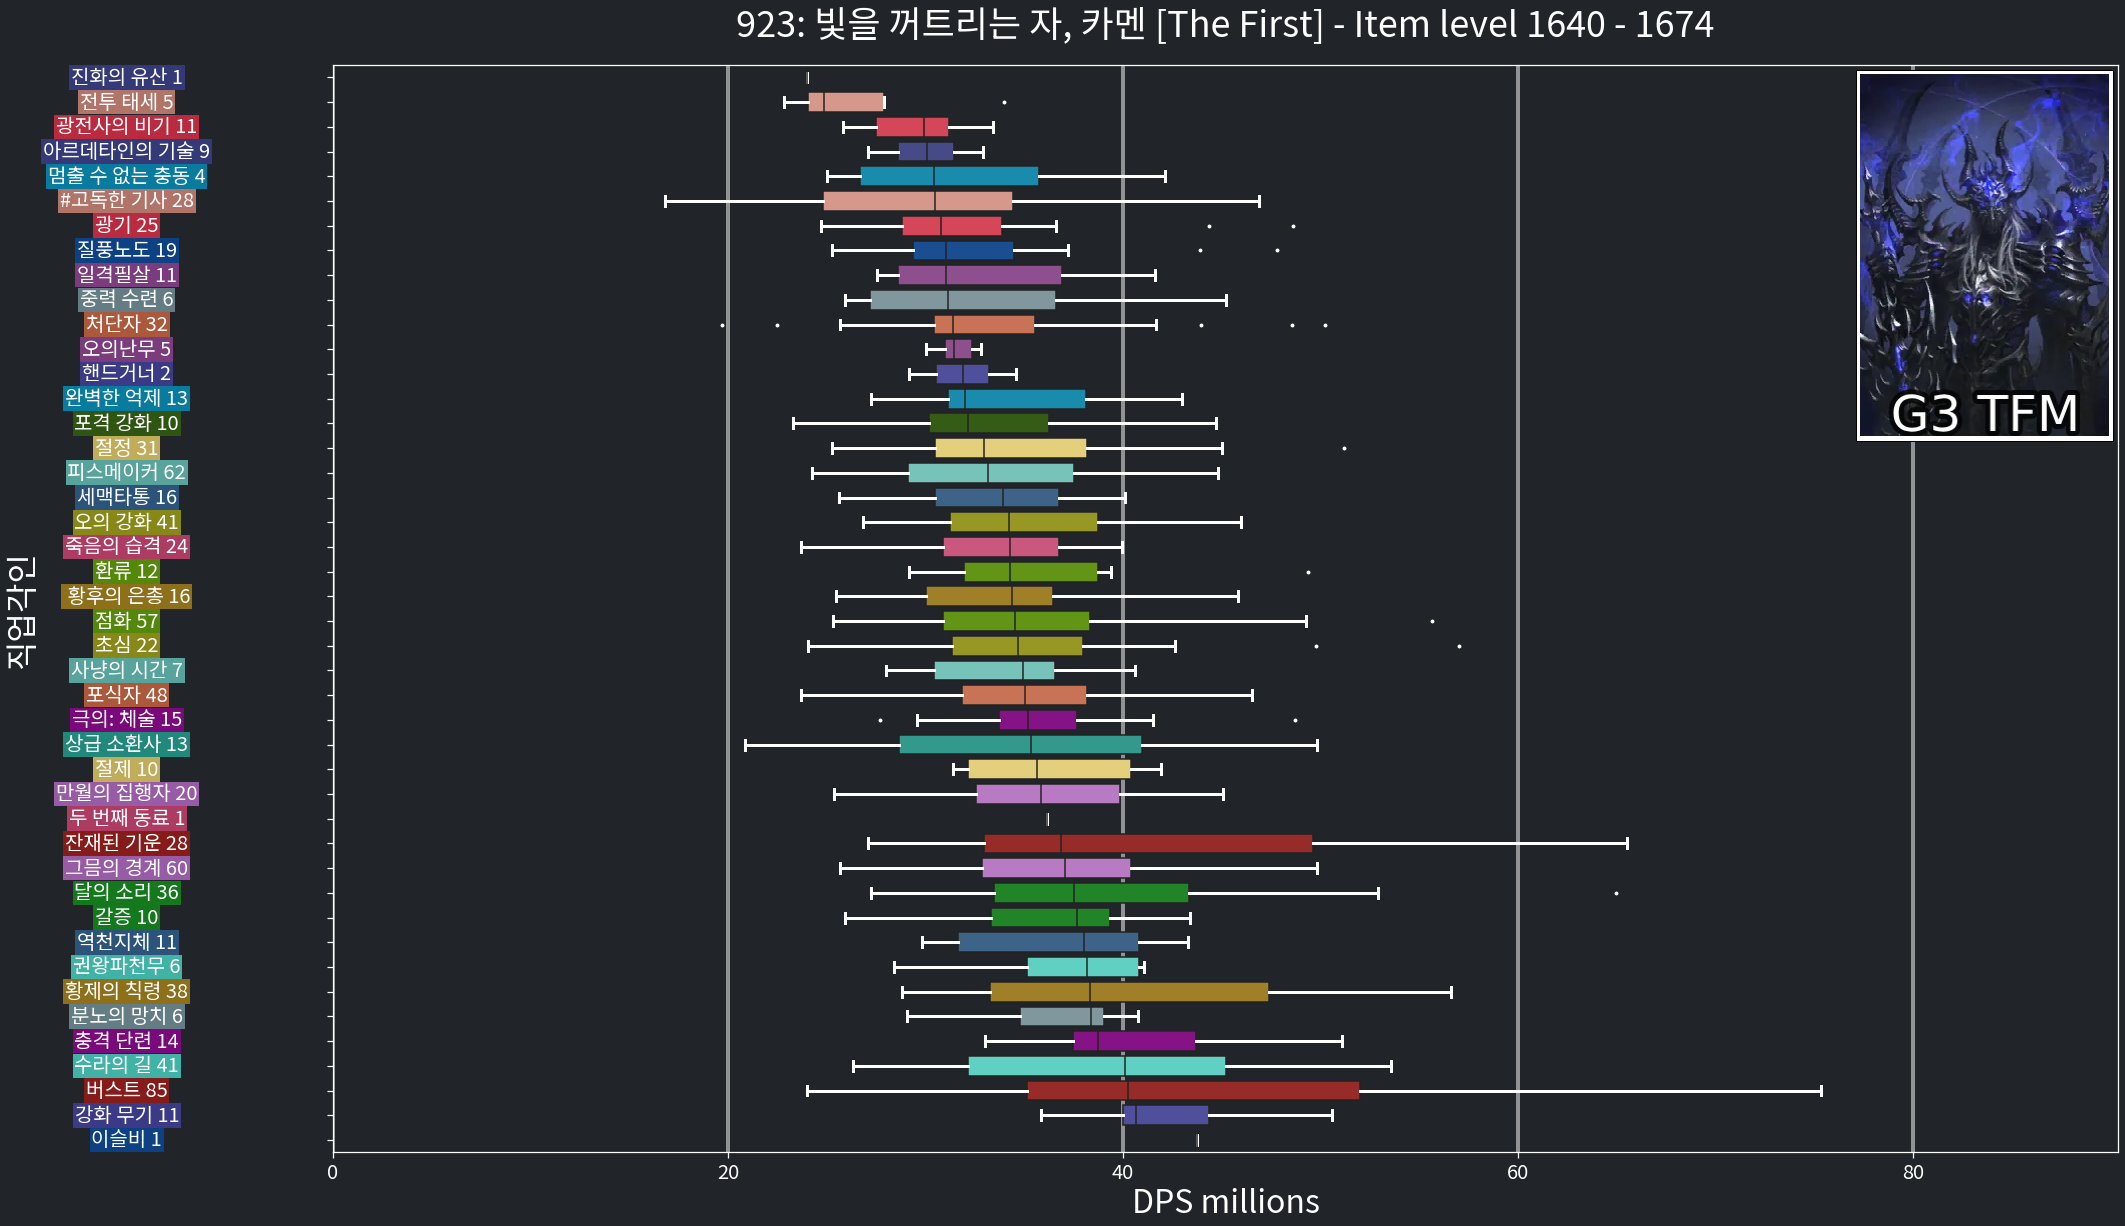 923: 빛을 꺼트리는 자, 카멘 [The First] - Item level 1640 - 1674
진화의 유산 1
전투 태세 5
광전사의 비기 11
아르데타인의 기술 9
멈출 수 없는 충동 4
#고독한 기사 28
광기 25
질풍노도 19
일격필살 11
중력 수련 6
처단자 32
오의난무 5
핸드거너 2
완벽한 억제 13
포격 강화 10
절정 31
피스메이커 62
세맥타통 16
오의 강화 41
죽음의 습격 24
환류 12
황후의 은총 16
점화 57
초심 22
사냥의 시간 7
포식자 48
극의: 체술 15
상급 소환사 13
절제 10
만월의 집행자 20
두 번째 동료 1
잔재된 기운 28
그믐의 경계 60
달의 소리 36
갈증 10
역천지체 11
권왕파천무 6
황제의 칙령 38
분노의 망치 6
충격 단련 14
수라의 길 41
버스트 85
강화 무기 11
이슬비 1
직업각인
G3 TFM
0 20 40 60 80
DPS millions